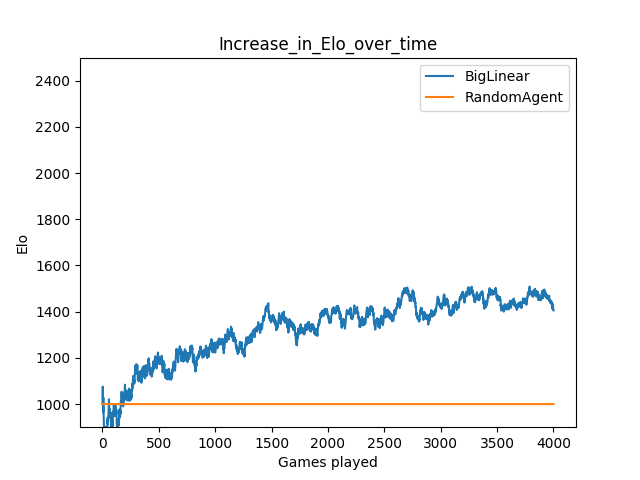 Increase_in_Elo_over_time
BigLinear
RandomAgent
2400
2200
2000
1800
1600
1400
1200
1000
Elo
0 500 1000 1500 2000 2500 3000 3500 4000
Games played